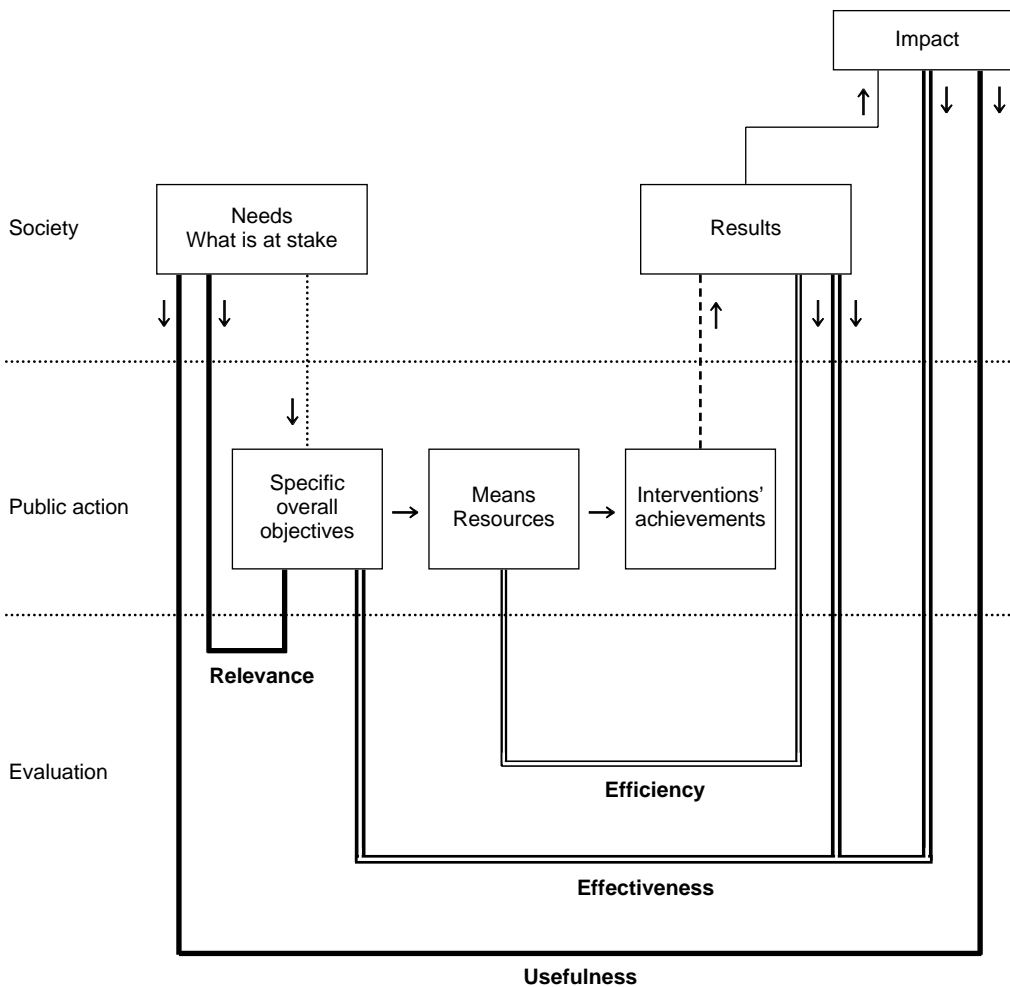 Impact
Society
Needs
What is at stake
Results
Public action
Specific
overall
objectives
Means
Resources
Interventions’
achievements
Relevance
Evaluation
Efficiency
Effectiveness
Usefulness